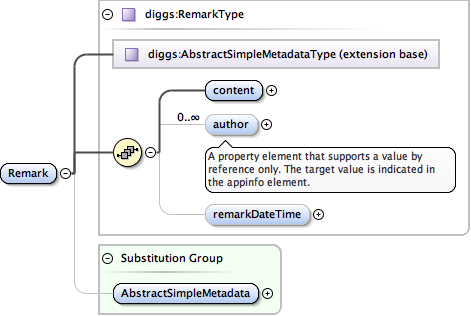 diggs:RemarkType
diggs:AbstractSimpleMetadataType (extension base)
content
0..∞
author
A property element that supports a value by
reference only. The target value is indicated in
the appinfo element.
Remark
remarkDateTime
Substitution Group
AbstractSimpleMetadata